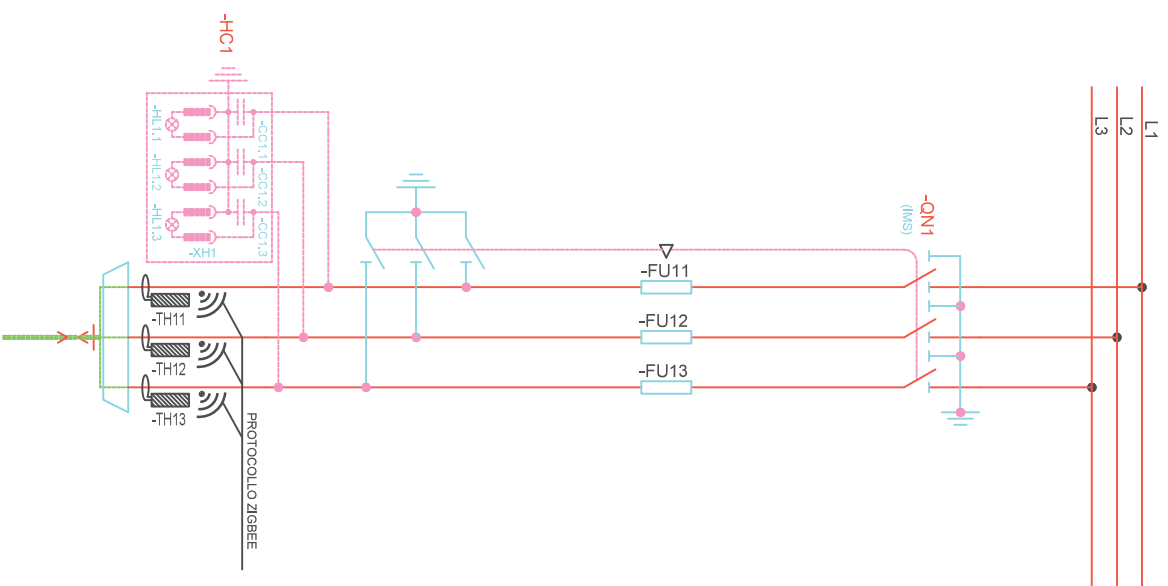 L1
L2
L3
-QN1
(IMS)
-FU11
-FU12
-FU13
-HC1
-HL1.1
-HL1.2
-HL1.3
-CC1.1
-CC1.2
-CC1.3
-XH1
-TH11
-TH12
-TH13
PROTOCOLLO ZIGBEE